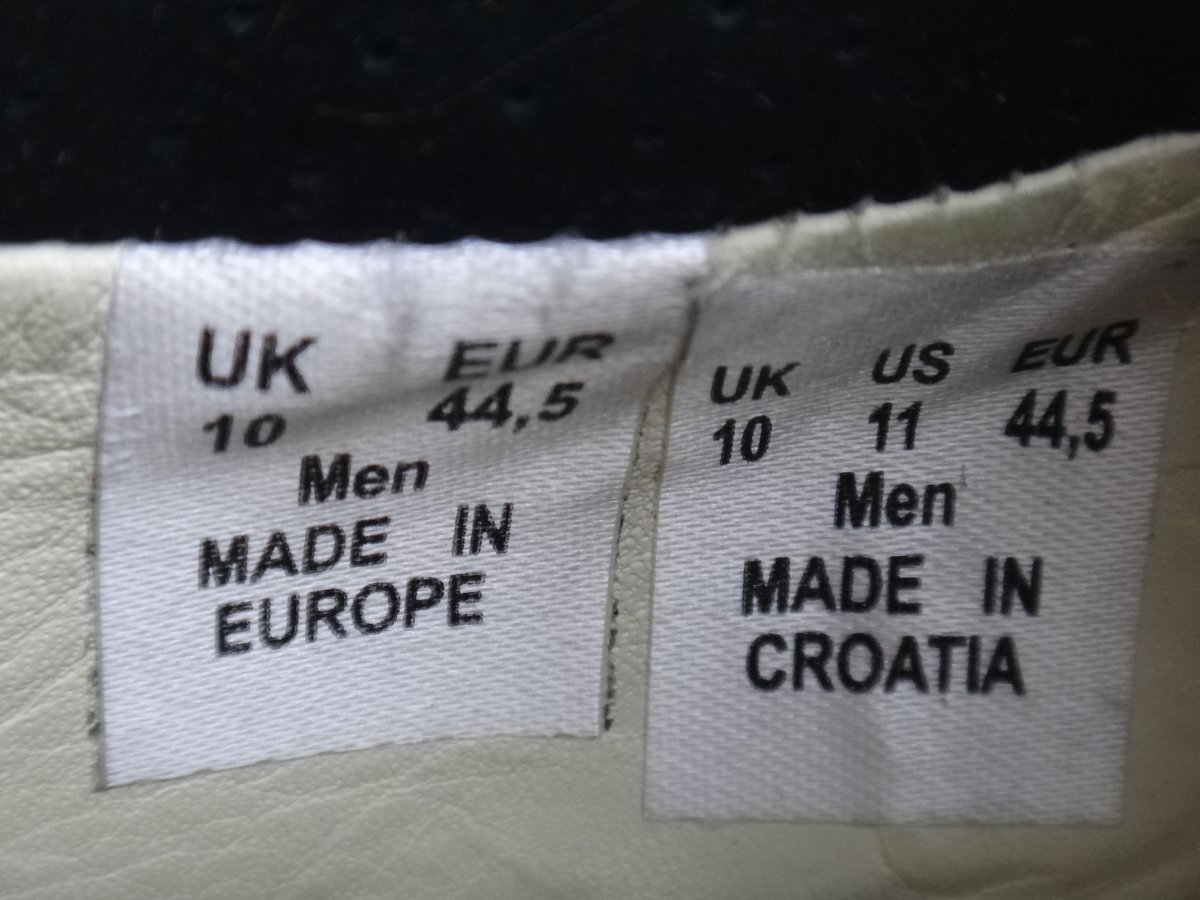 UK EUR
10 44,5
Men
MADE IN
EUROPE
UK US EUR
10 11 44,5
Men
MADE IN
CROATIA